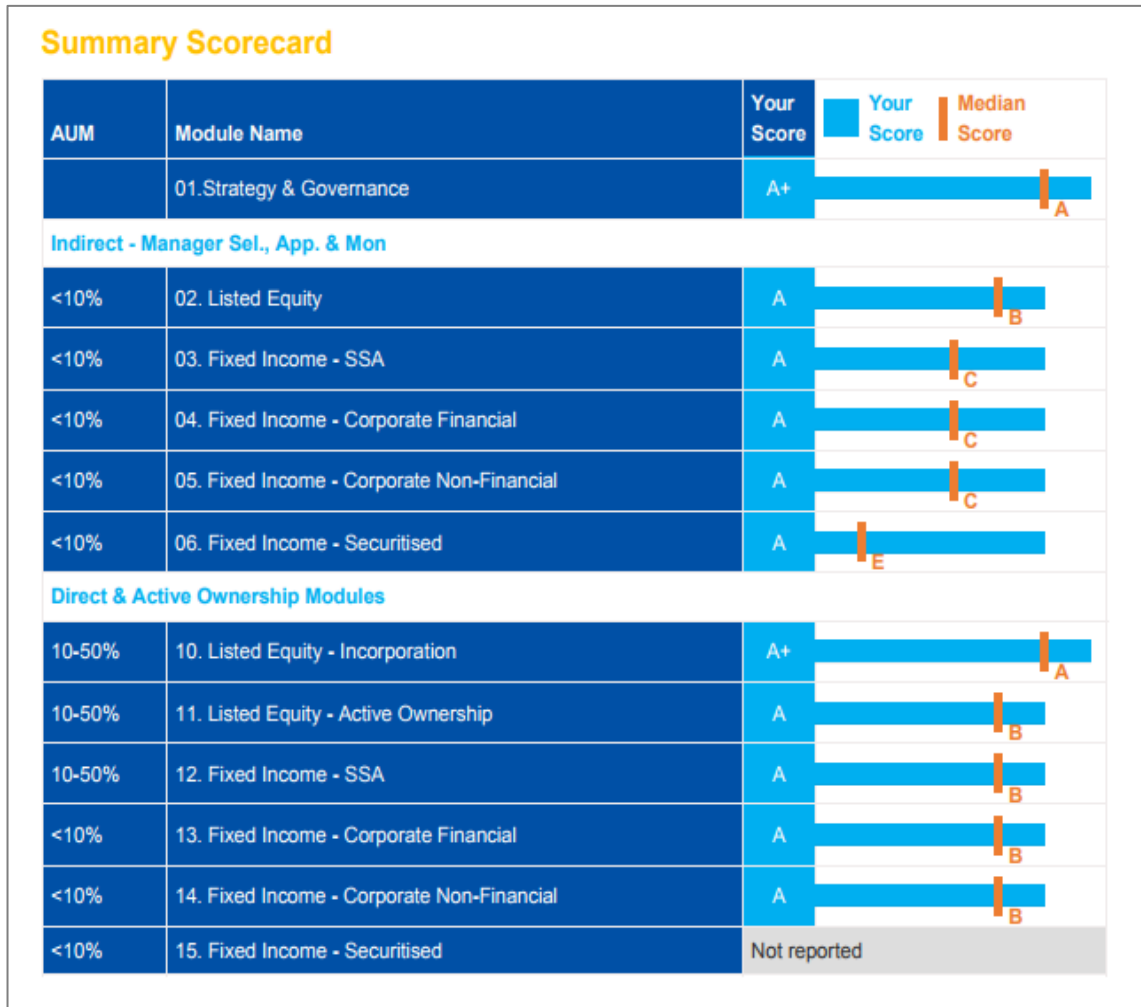 Summary Scorecard
AUM Module Name Your Score Your Score Median Score
01.Strategy & Governance A+ A
Indirect - Manager Sel., App. & Mon
<10% 02. Listed Equity A B
<10% 03. Fixed Income - SSA A C
<10% 04. Fixed Income - Corporate Financial A C
<10% 05. Fixed Income - Corporate Non-Financial A C
<10% 06. Fixed Income - Securitised A E
Direct & Active Ownership Modules
10-50% 10. Listed Equity - Incorporation A+ A
10-50% 11. Listed Equity - Active Ownership A B
10-50% 12. Fixed Income - SSA A B
<10% 13. Fixed Income - Corporate Financial A B
<10% 14. Fixed Income - Corporate Non-Financial A B
<10% 15. Fixed Income - Securitised Not reported